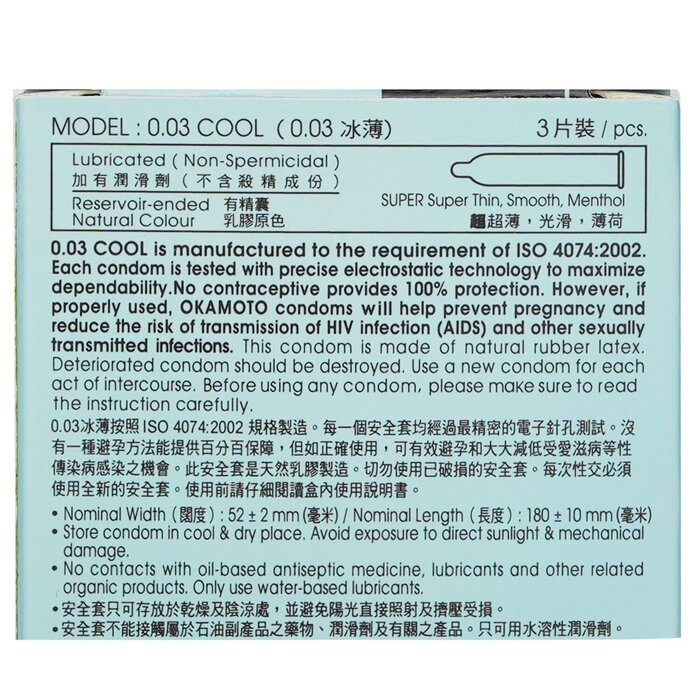 MODEL : 0.03 COOL ( 0.03 冰薄) 3片裝 / pcs.
Lubricated ( Non-Spermicidal )
加有潤滑劑 ( 不含殺精成份 )
Reservoir-ended 有精囊
Natural Colour 乳膠原色
SUPER Super Thin, Smooth, Menthol
超超薄，光滑，薄荷
0.03 COOL is manufactured to the requirement of ISO 4074:2002.
Each condom is tested with precise electrostatic technology to maximize
dependability.No contraceptive provides 100% protection. However, if
properly used, OKAMOTO condoms will help prevent pregnancy and
reduce the risk of transmission of HIV infection (AIDS) and other sexually
transmitted infections. This condom is made of natural rubber latex.
Deteriorated condom should be destroyed. Use a new condom for each
act of intercourse. Before using any condom, please make sure to read
the instruction carefully.
0.03冰薄按照 ISO 4074:2002 規格製造。每一個安全套均經過最精密的電子針孔測試。沒
有一種避孕方法能提供百分百保障，但如正確使用，可有效避孕和大大減低受愛滋病等性
傳染病感染之機會。此安全套是天然乳膠製造。切勿使用已破損的安全套。每次性交必須
使用全新的安全套。使用前請仔細閱讀盒內使用說明書。
• Nominal Width (闊度) : 52 ± 2 mm (毫米) / Nominal Length (長度) : 180 ± 10 mm (毫米)
• Store condom in cool & dry place. Avoid exposure to direct sunlight & mechanical
damage.
• No contacts with oil-based antiseptic medicine, lubricants and other related
organic products. Only use water-based lubricants.
• 安全套只可存放於乾燥及陰涼處，並避免陽光直接照射及擠壓受損。
• 安全套不能接觸屬於石油副產品之藥物、潤滑劑及有關之產品。只可用水溶性潤滑劑。